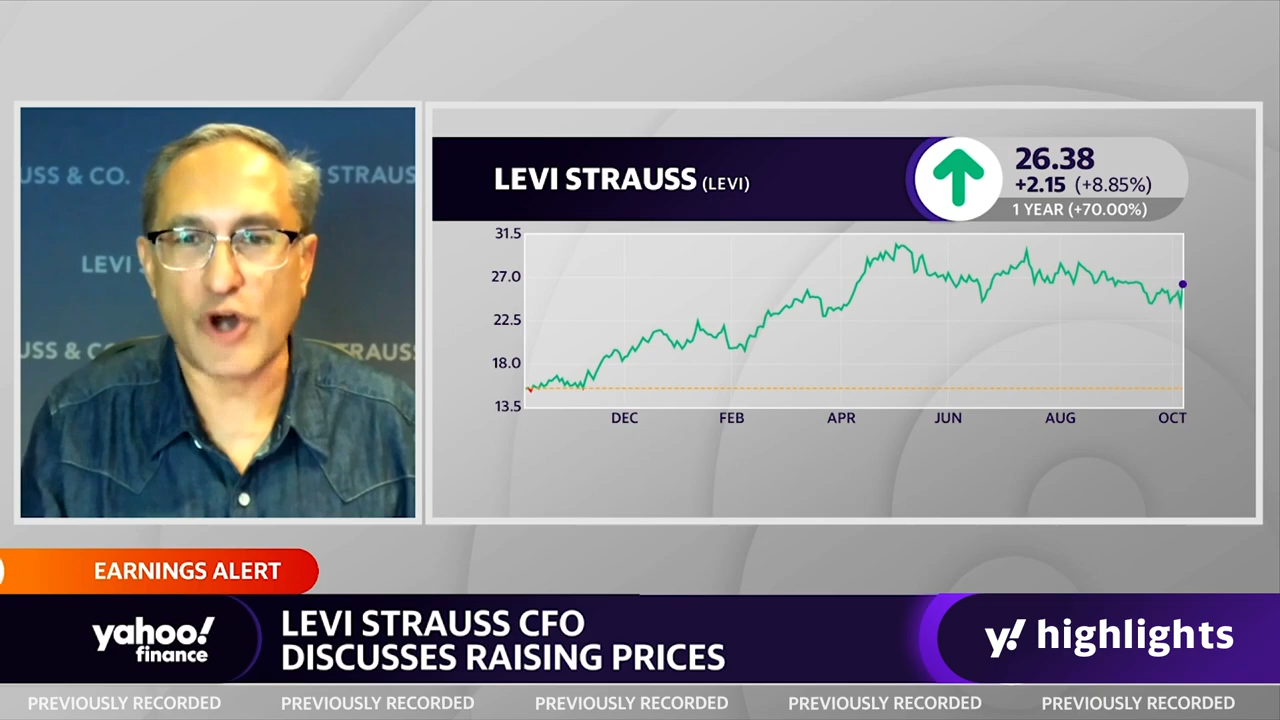 USS & CO.
STRAUS
LEVI S
USS & CO
TRAUSS
LEVI STRAUSS (LEVI)
26.38
+2.15 (+8.85%)
1 YEAR (+70.00%)
31.5
27.0
22.5
18.0
13.5
DEC FEB APR JUN AUG OCT
EARNINGS ALERT
yahoo!
finance
LEVI STRAUSS CFO
DISCUSSES RAISING PRICES
y! highlights
PREVIOUSLY RECORDED PREVIOUSLY RECORDED PREVIOUSLY RECORDED PREVIOUSLY RECORDED PREVIOUSLY RECORDED